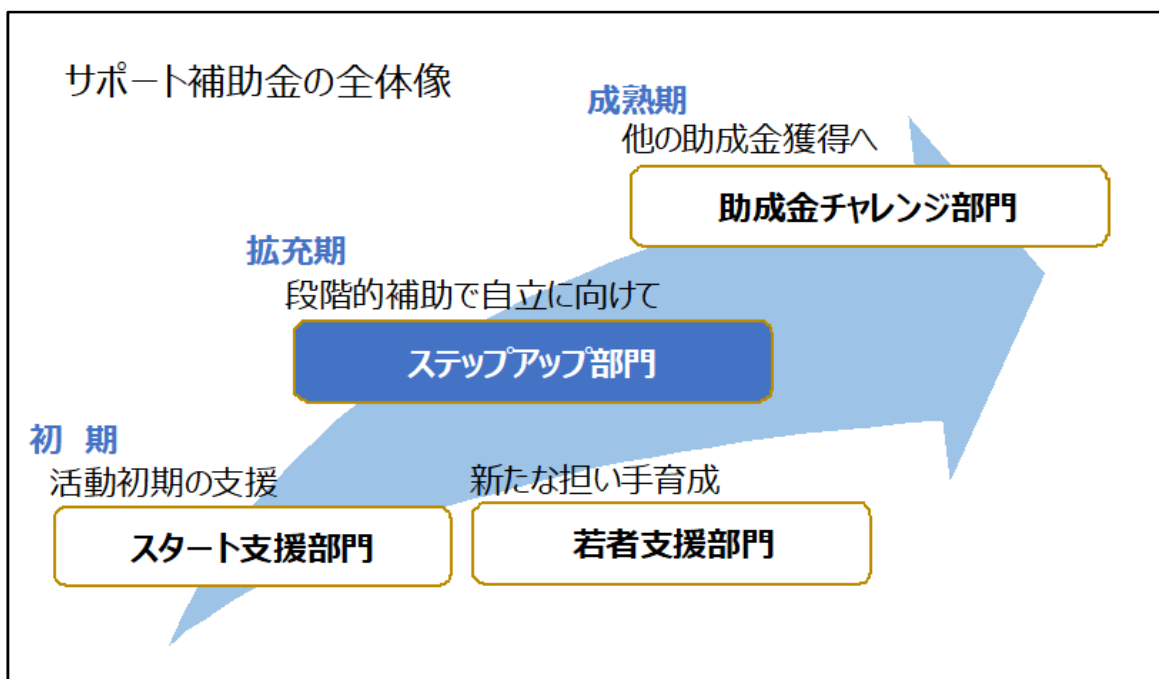 サポート補助金の全体像
成熟期
他の助成金獲得へ
助成金チャレンジ部門
拡充期
段階的補助で自立に向けて
ステップアップ部門
初 期
活動初期の支援
スタート支援部門
新たな担い手育成
若者支援部門